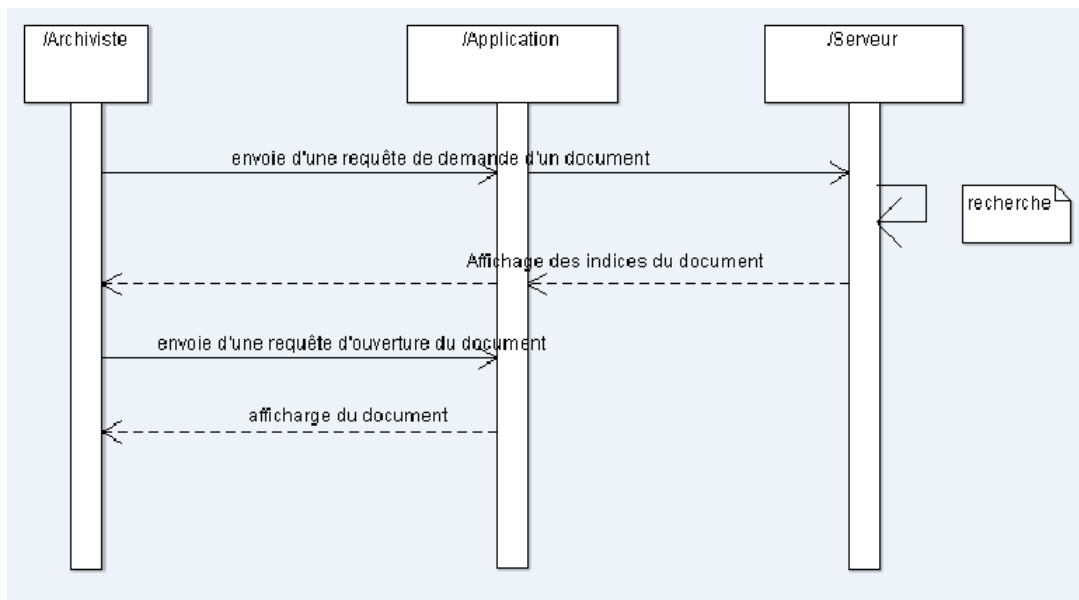 /Archiviste
/Application
/Serveur
envoie d'une requête de demande d'un document
recherche
Affichage des indices du document
envoie d'une requête d'ouverture du document
afficharge du document